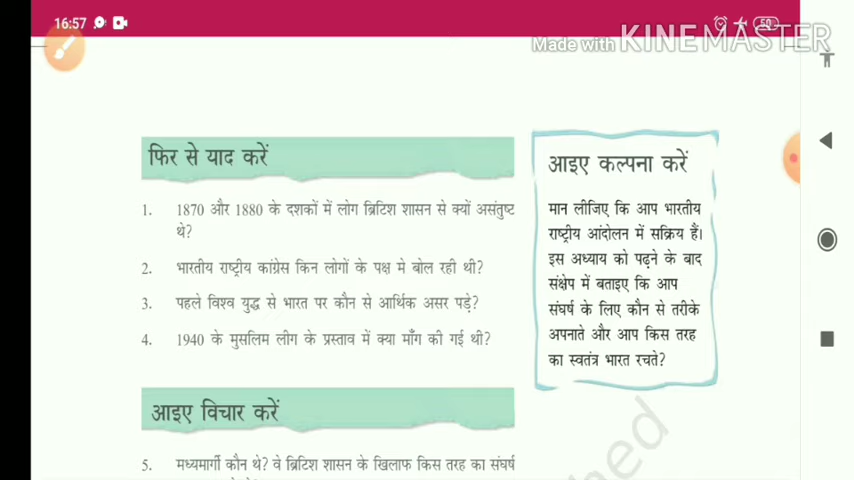 16:57
50
Made with KINEMASTER
फिर से याद करें
1. 1870 और 1880 के दशकों में लोग ब्रिटिश शासन से क्यों असंतुष्ट
थे?
2. भारतीय राष्ट्रीय कांग्रेस किन लोगों के पक्ष मे बोल रही थी?
3. पहले विश्व युद्ध से भारत पर कौन से आर्थिक असर पड़े?
4. 1940 के मुसलिम लीग के प्रस्ताव में क्या माँग की गई थी?
आइए विचार करें
5. मध्यमार्गी कौन थे? वे ब्रिटिश शासन के खिलाफ किस तरह का संघर्ष
आइए कल्पना करें
मान लीजिए कि आप भारतीय
राष्ट्रीय आंदोलन में सक्रिय हैं।
इस अध्याय को पढ़ने के बाद
संक्षेप में बताइए कि आप
संघर्ष के लिए कौन से तरीके
अपनाते और आप किस तरह
का स्वतंत्र भारत रचते?